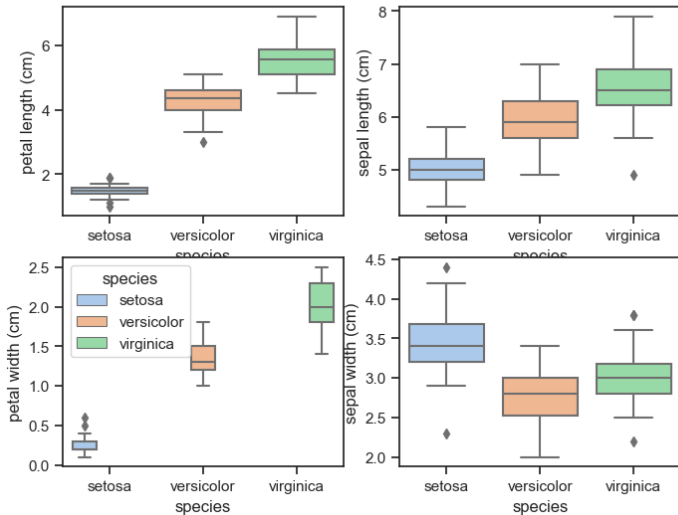 petal length (cm)
6
4
2
setosa versicolor virginica
species
sepal length (cm)
8
7
6
5
setosa versicolor virginica
species
petal width (cm)
2.5
2.0
1.5
1.0
0.5
0.0
species
setosa
versicolor
virginica
setosa versicolor virginica
species
sepal width (cm)
4.5
4.0
3.5
3.0
2.5
2.0
setosa versicolor virginica
species